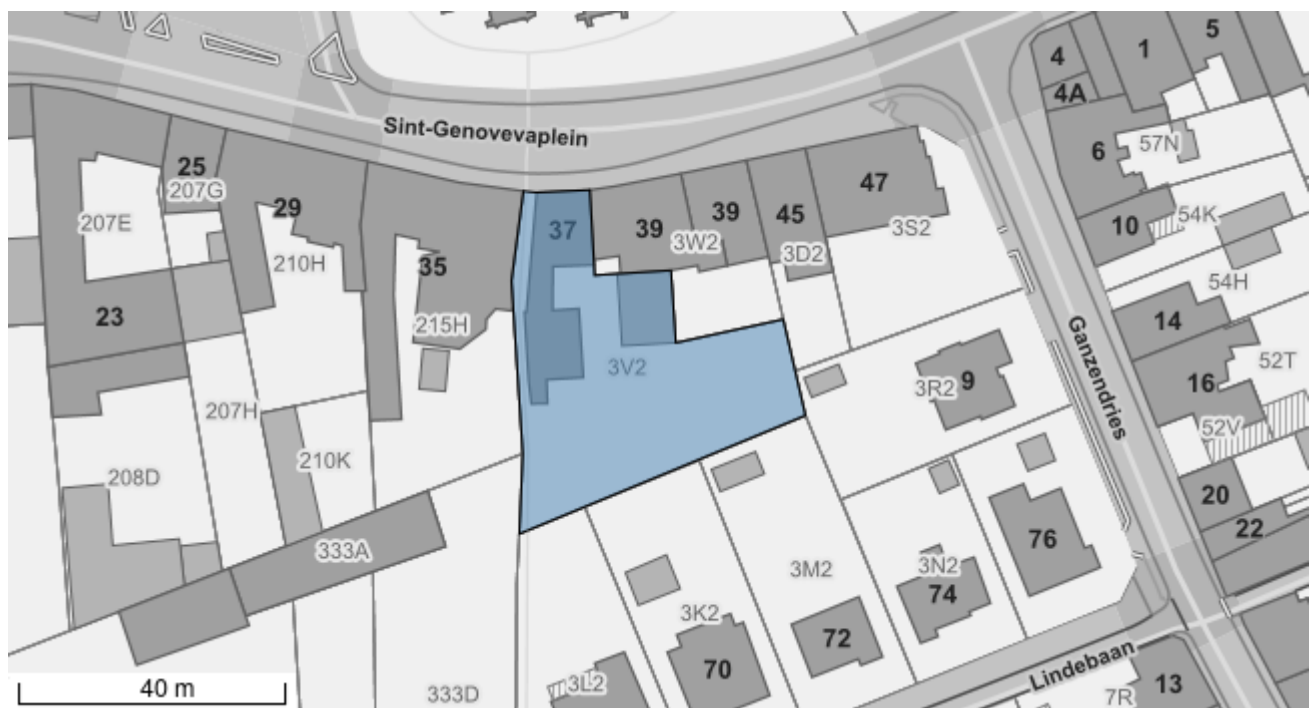 4
1
5
4A
Sint-Genovevaplein
25
207G
47
6
57N
207E
29
37
39
39
45
10
54K
3W2
3D2
3S2
210H
35
54H
23
215H
14
Ganzendries
3V2
3R2
9
16
52T
207H
52V
210K
208D
20
22
333A
76
3M2
3N2
74
3K2
72
70
Lindebaan
3L2
13
333D
7R
40 m